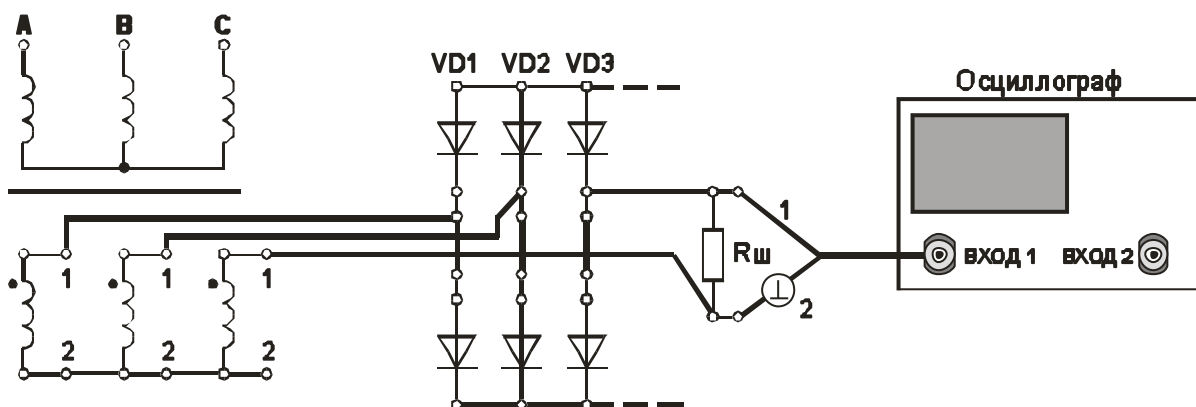 A B C
VD1 VD2 VD3
Осциллограф
1
Rш
ВХОД 1 ВХОД 2
1 1 1
2
2 2 2